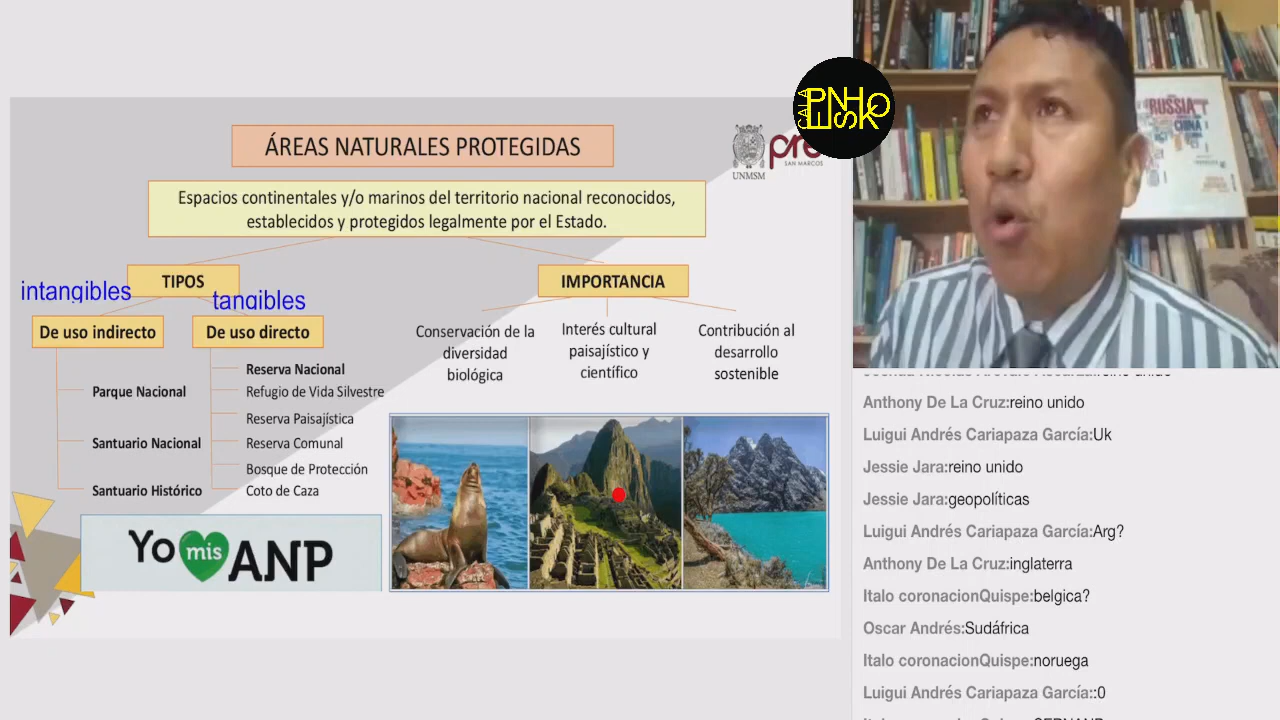 ÁREAS NATURALES PROTEGIDAS
UNMSM
pre
SAN MARCOS
Espacios continentales y/o marinos del territorio nacional reconocidos,
establecidos y protegidos legalmente por el Estado.
intangibles
TIPOS
tangibles
IMPORTANCIA
De uso indirecto
De uso directo
Parque Nacional
Santuario Nacional
Santuario Histórico
Reserva Nacional
Refugio de Vida Silvestre
Reserva Paisajística
Reserva Comunal
Bosque de Protección
Coto de Caza
Conservación de la
diversidad
biológica
Interés cultural
paisajístico y
científico
Contribución al
desarrollo
sostenible
Yo mis ANP
RUSSIA
CHINA
Anthony De La Cruz:reino unido
Luigui Andrés Cariapaza García:Uk
Jessie Jara:reino unido
Jessie Jara:geopolíticas
Luigui Andrés Cariapaza García:Arg?
Anthony De La Cruz:inglaterra
Italo coronacionQuispe:belgica?
Oscar Andrés:Sudáfrica
Italo coronacionQuispe:noruega
Luigui Andrés Cariapaza García::0